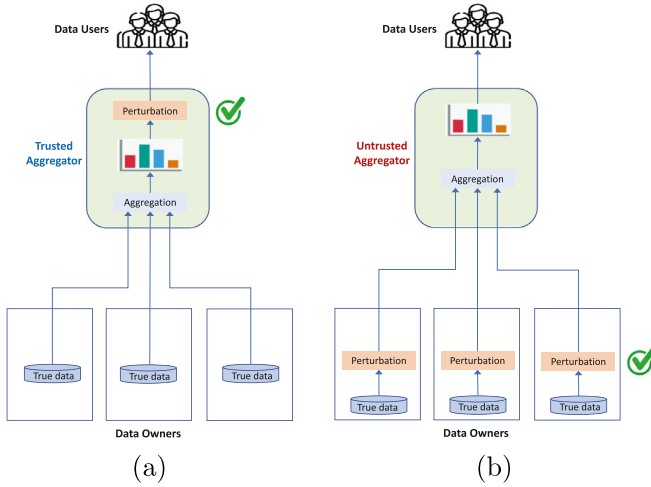 Data Users
Perturbation
Trusted
Aggregator
Aggregation
True data
True data
True data
Data Owners
(a)
Data Users
Untrusted
Aggregator
Aggregation
Perturbation
Perturbation
Perturbation
True data
True data
True data
Data Owners
(b)